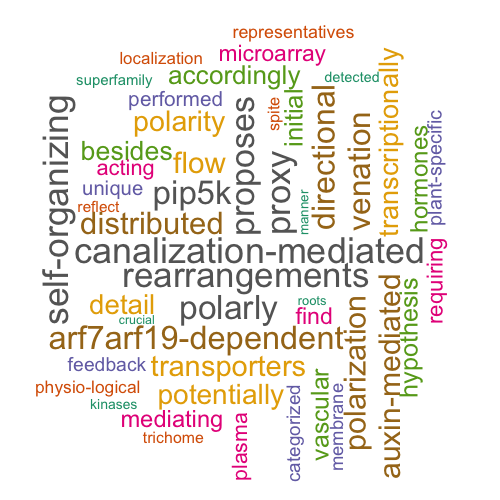 representatives
localization microarray
superfamily accordingly detected
performed spite
polarity initial
besides
acting flow
unique pip5k
reflect
distributed
self-organizing
proposes
proxy
manner
directional
venation
transcriptionally
hormones
plant-specific
canalization-mediated
rearrangements
requiring
detail polarly roots
crucial find
arf7arf19-dependent
feedback transporters
physio-logical potentially
kinases
mediating
trichome
plasma
categorized
vascular
membrane
polarization
auxin-mediated
hypothesis